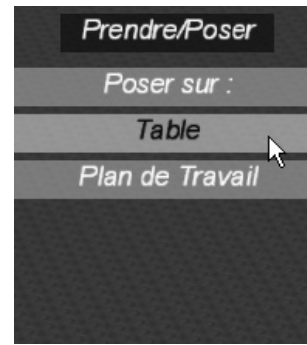 Prendre/Poser
Poser sur :
Table
Plan de Travail